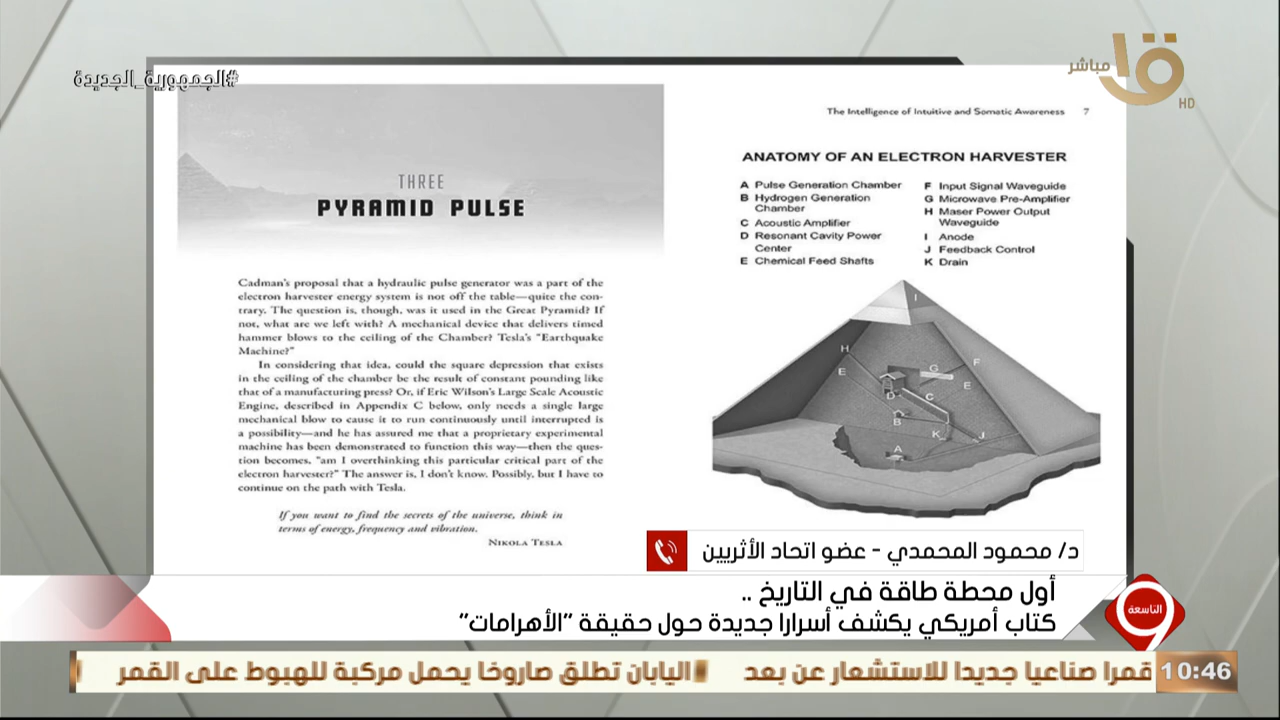 #الجمهورية_الجديدة
مباشر
HD
THREE
PYRAMID PULSE
Cadman's proposal that a hydraulic pulse generator was a part of the
electron harvester energy system is not off the table—quite the con-
trary. The question is, though, was it used in the Great Pyramid? If
not, what are we left with? A mechanical device that delivers timed
hammer blows to the ceiling of the Chamber? Tesla's "Earthquake
Machine?"
In considering that idea, could the square depression that exists
in the ceiling of the chamber be the result of constant pounding like
that of a manufacturing press? Or, if Eric Wilson's Large Scale Acoustic
Engine, described in Appendix C below, only needs a single large
mechanical blow to cause it to run continuously until interrupted is
a possibility—and he has assured me that a proprietary experimental
machine has been demonstrated to function this way—then the ques-
tion becomes, "am I overthinking this particular critical part of the
electron harvester?" The answer is, I don't know. Possibly, but I have to
continue on the path with Tesla.
If you want to find the secrets of the universe, think in
terms of energy, frequency and vibration.
NIKOLA TESLA
The Intelligence of Intuitive and Somatic Awareness 7
ANATOMY OF AN ELECTRON HARVESTER
A Pulse Generation Chamber
B Hydrogen Generation
Chamber
C Acoustic Amplifier
D Resonant Cavity Power
Center
E Chemical Feed Shafts
F Input Signal Waveguide
G Microwave Pre-Amplifier
H Maser Power Output
Waveguide
I Anode
J Feedback Control
K Drain
I
H
F
E
G
E
D
C
B
K
J
A
د/ محمود المحمدي - عضو اتحاد الأثريين
أول محطة طاقة في التاريخ ..
كتاب أمريكي يكشف أسرارا جديدة حول حقيقة "الأهرامات"
التاسعة
9
10:46
قمرا صناعيا جديدا للاستشعار عن بعد
اليابان تطلق صاروخا يحمل مركبة للهبوط على القمر